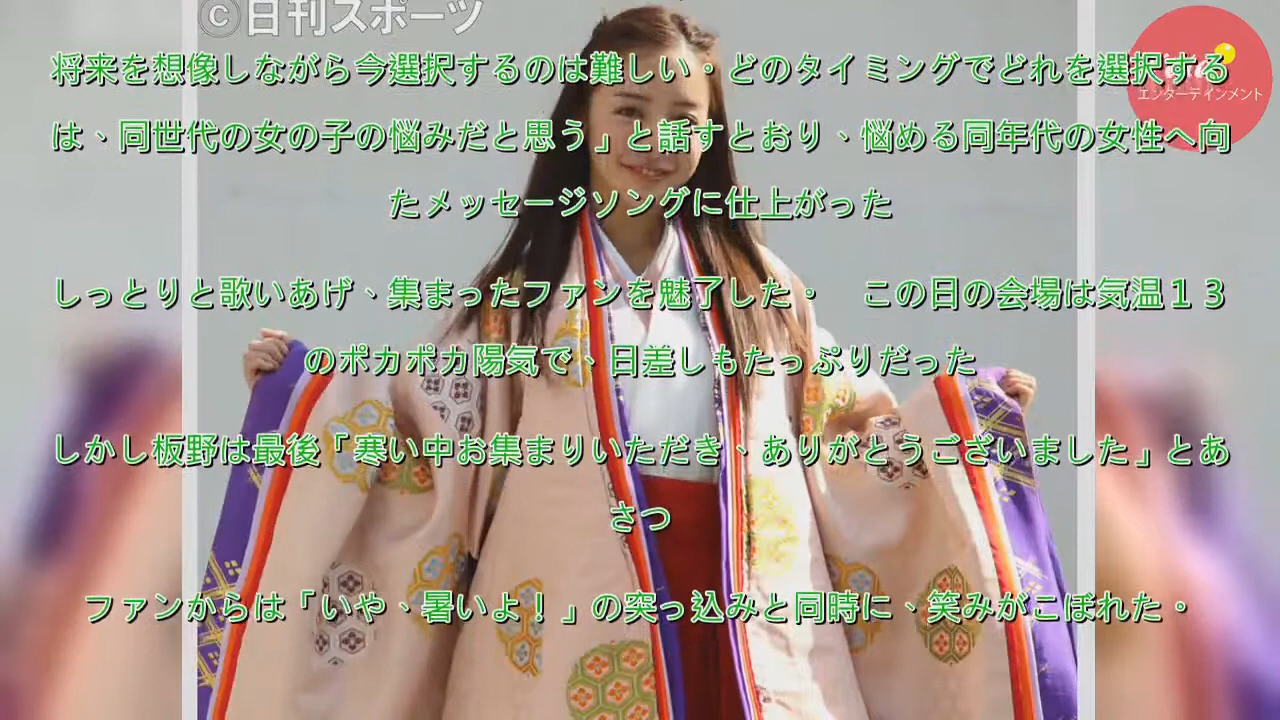 ©日刊スポーツ
エンターテインメント
将来を想像しながら今選択するのは難しい・どのタイミングでどれを選択する
は、同世代の女の子の悩みだと思う」と話すとおり、悩める同年代の女性へ向
たメッセージソングに仕上がった
しっとりと歌いあげ、集まったファンを魅了した・　この日の会場は気温１３
のポカポカ陽気で、日差しもたっぷりだった
しかし板野は最後「寒い中お集まりいただき、ありがとうございました」とあ
さつ
ファンからは「いや、暑いよ！」の突っ込みと同時に、笑みがこぼれた・